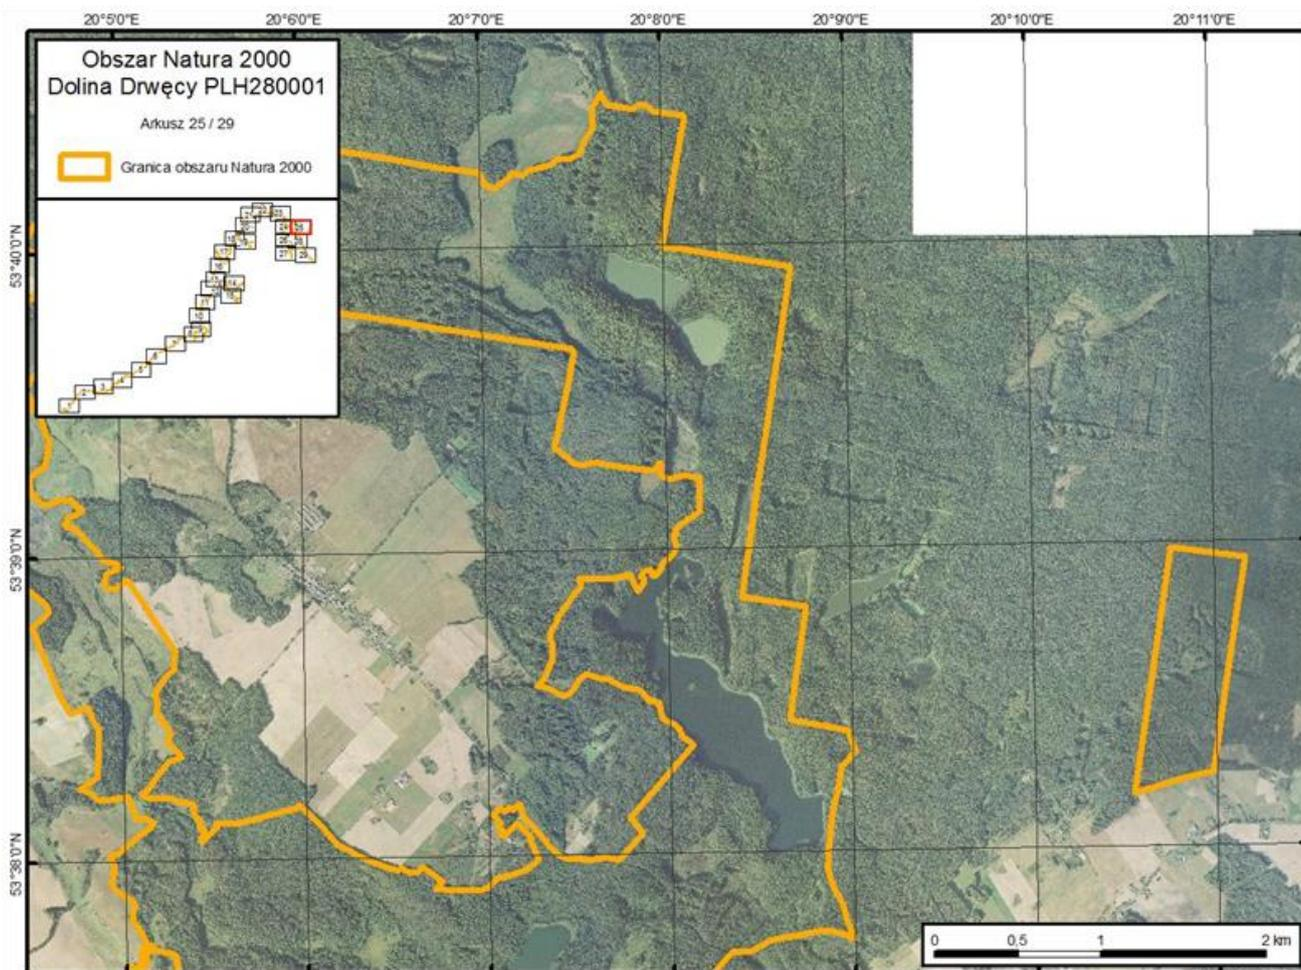 20°5'0"E 20°6'0"E 20°7'0"E 20°8'0"E 20°9'0"E 20°10'0"E 20°11'0"E
Obszar Natura 2000
Dolina Drwęcy PLH280001
Arkusz 25 / 29
Granica obszaru Natura 2000
53°40'0"N
53°39'0"N
53°38'0"N
0 0,5 1 2 km